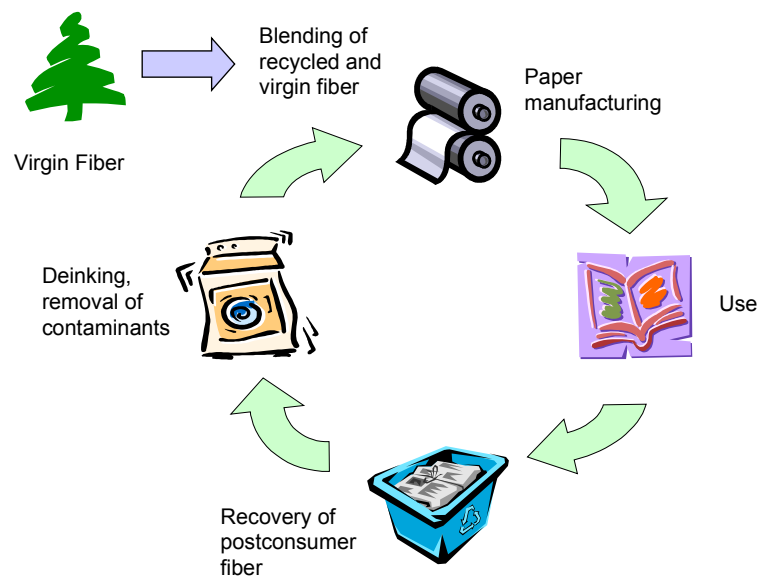 Blending of
recycled and
virgin fiber
Paper
manufacturing
Virgin Fiber
Deinking,
removal of
contaminants
Use
Recovery of
postconsumer
fiber